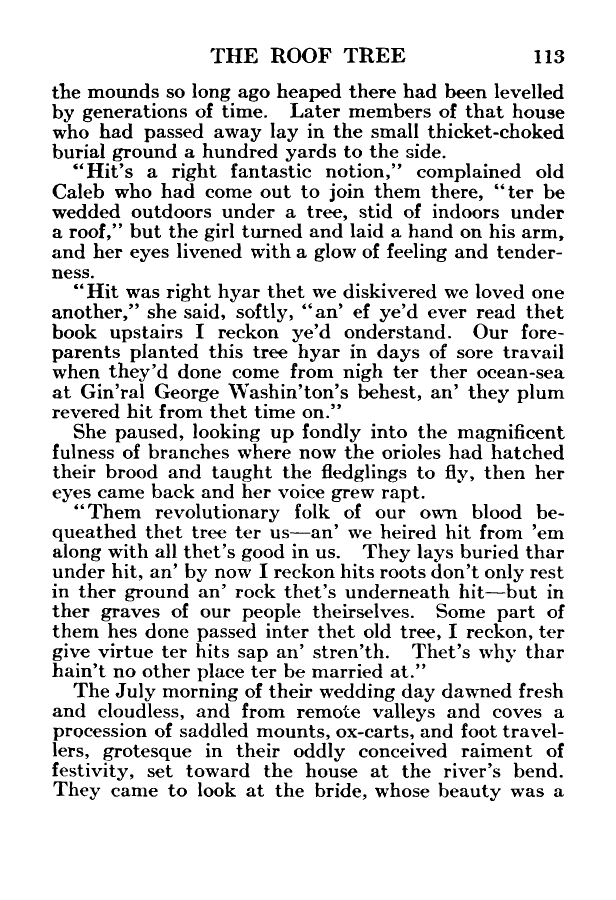 THE ROOF TREE 113
the mounds so long ago heaped there had been levelled
by generations of time. Later members of that house
who had passed away lay in the small thicket-choked
burial ground a hundred yards to the side.
"Hit's a right fantastic notion," complained old
Caleb who had come out to join them there, "ter be
wedded outdoors under a tree, stid of indoors under
a roof," but the girl turned and laid a hand on his arm,
and her eyes livened with a glow of feeling and tender-
ness.
"Hit was right hyar thet we diskivered we loved one
another," she said, softly, "an' ef ye'd ever read thet
book upstairs I reckon ye'd onderstand. Our fore-
parents planted this tree hyar in days of sore travail
when they'd done come from nigh ter ther ocean-sea
at Gin'ral George Washin'ton's behest, an' they plum
revered hit from thet time on."
She paused, looking up fondly into the magnificent
fulness of branches where now the orioles had hatched
their brood and taught the fledglings to fly, then her
eyes came back and her voice grew rapt.
"Them revolutionary folk of our own blood be-
queathed thet tree ter us—an' we heired hit from 'em
along with all thet's good in us. They lays buried thar
under hit, an' by now I reckon hits roots don't only rest
in ther ground an' rock thet's underneath hit—but in
ther graves of our people theirselves. Some part of
them hes done passed inter thet old tree, I reckon, ter
give virtue ter hits sap an' stren'th. Thet's why thar
hain't no other place ter be married at."
The July morning of their wedding day dawned fresh
and cloudless, and from remote valleys and coves a
procession of saddled mounts, ox-carts, and foot travel-
lers, grotesque in their oddly conceived raiment of
festivity, set toward the house at the river's bend.
They came to look at the bride, whose beauty was a